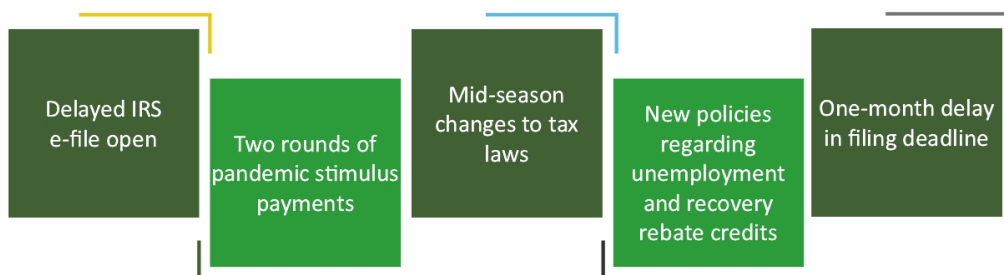 Delayed IRS
e-file open
Two rounds of
pandemic stimulus
payments
Mid-season
changes to tax
laws
New policies
regarding
unemployment
and recovery
rebate credits
One-month delay
in filing deadline